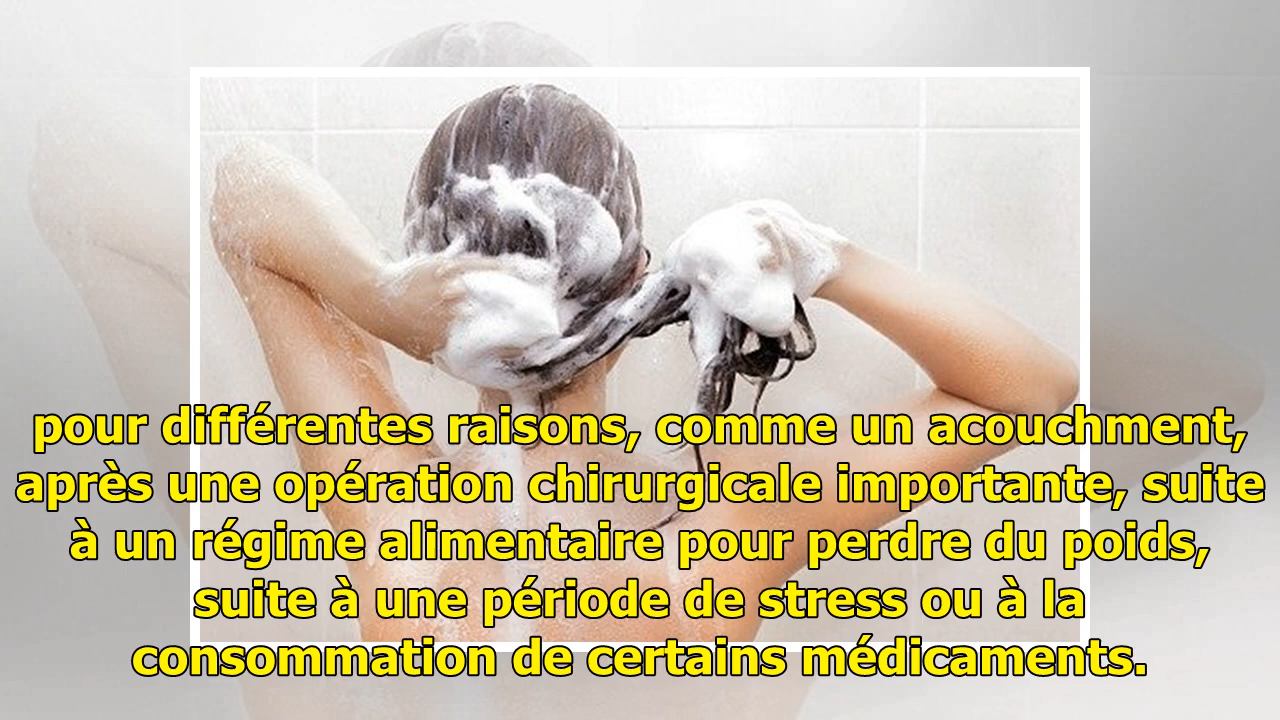 pour différentes raisons, comme un acouchment,
après une opération chirurgicale importante, suite
à un régime alimentaire pour perdre du poids,
suite à une période de stress ou à la
consommation de certains médicaments.